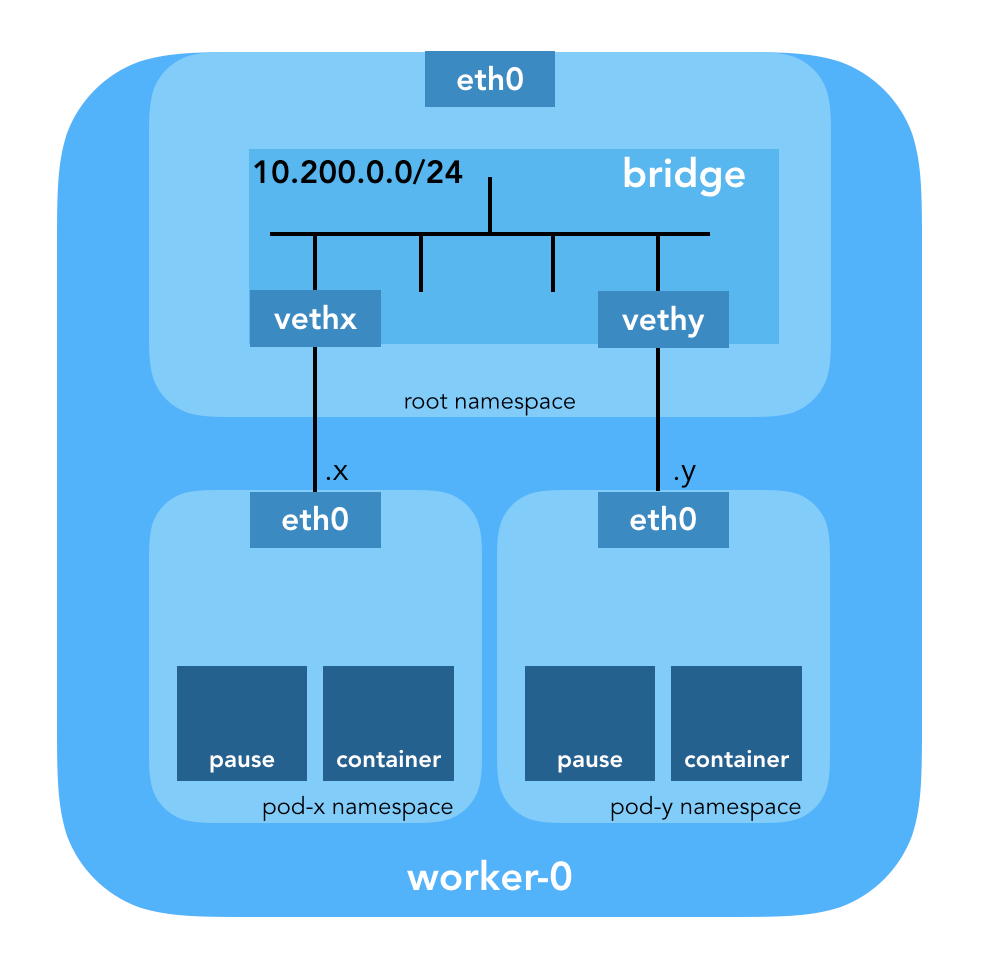 eth0
10.200.0.0/24
bridge
vethx
vethy
root namespace
.x
.y
eth0
eth0
pause
container
pause
container
pod-x namespace
pod-y namespace
worker-0